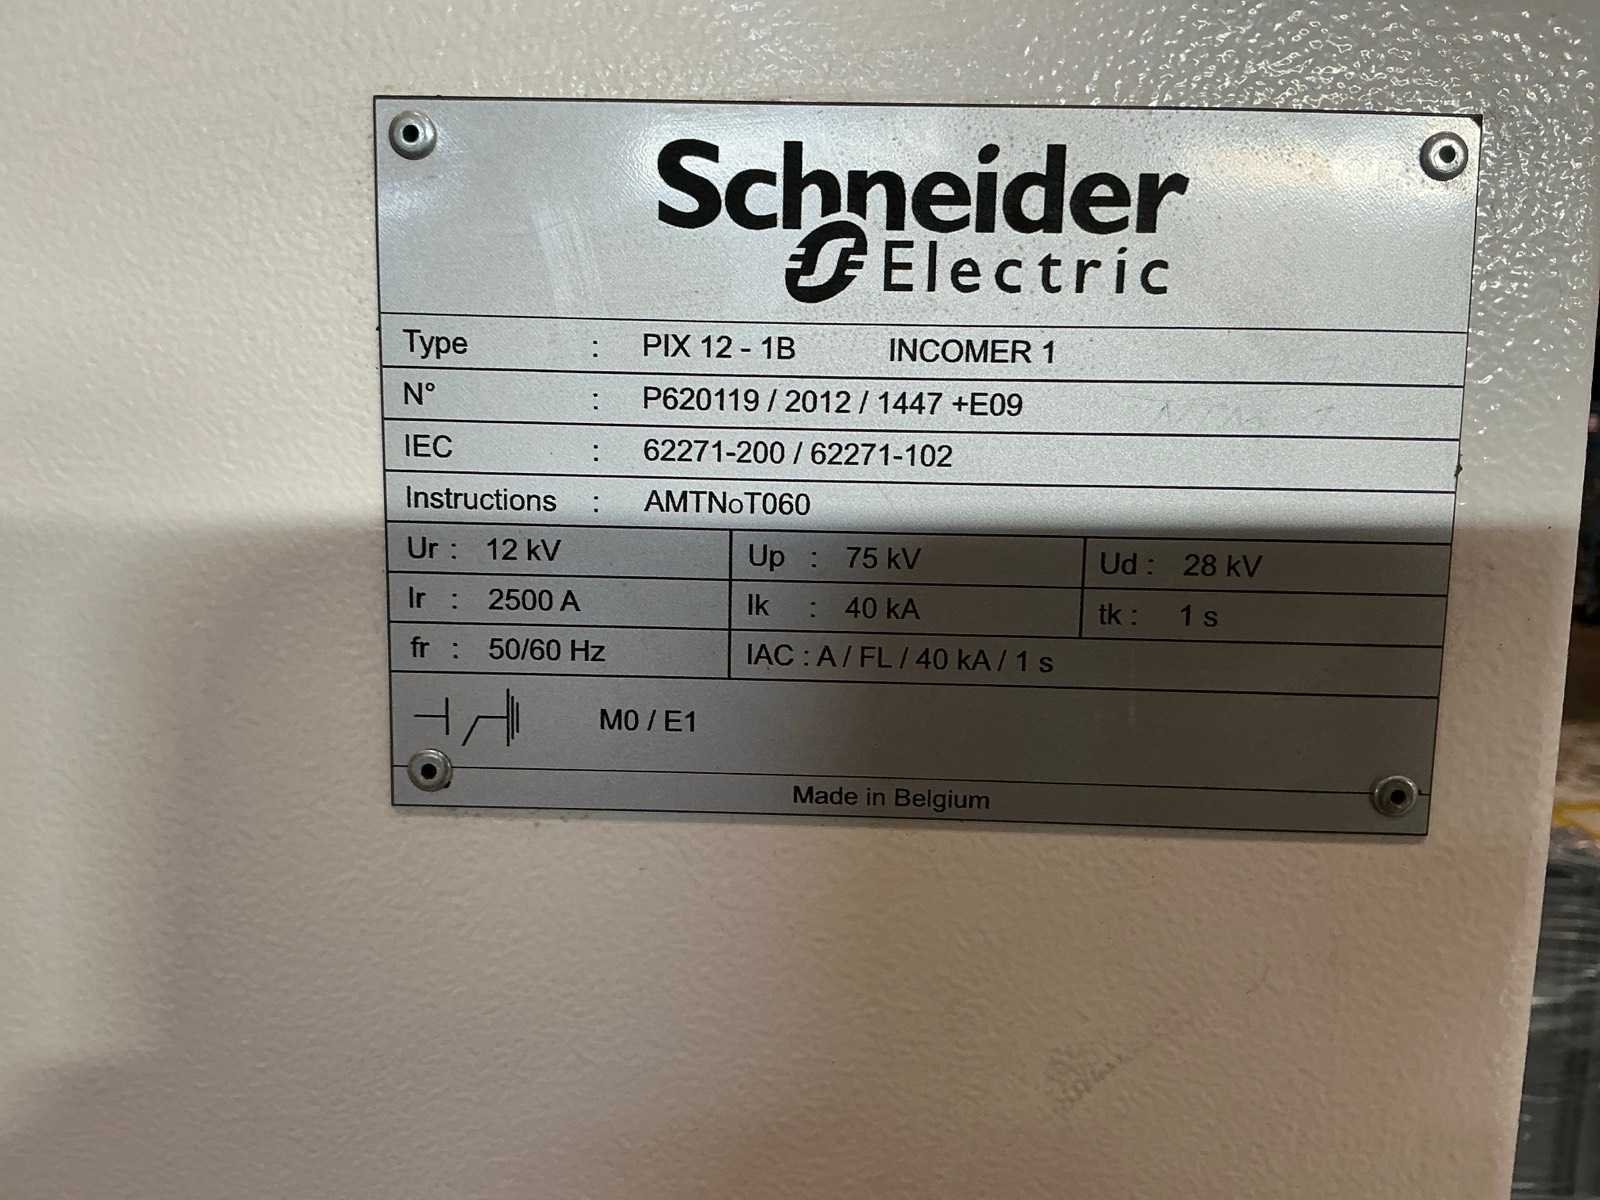 Schneider
Electric
Type : PIX 12 - 1B INCOMER 1
N° : P620119 / 2012 / 1447 +E09
IEC : 62271-200 / 62271-102
Instructions : AMTNoT060
Ur : 12 kV Up : 75 kV Ud : 28 kV
Ir : 2500 A Ik : 40 kA tk : 1 s
fr : 50/60 Hz IAC : A / FL / 40 kA / 1 s
M0 / E1
Made in Belgium